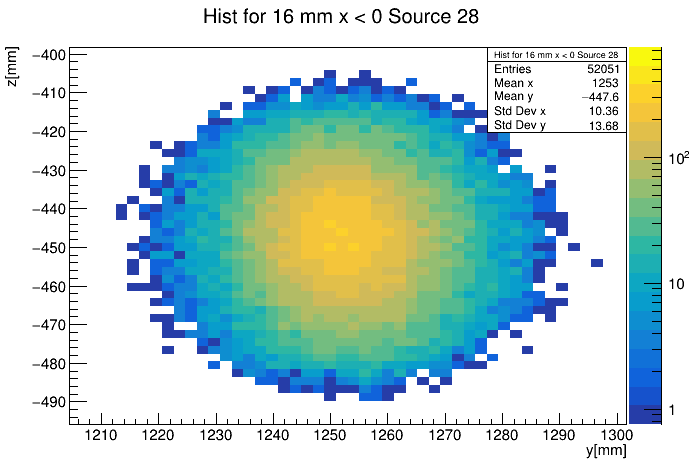 Hist for 16 mm x < 0 Source 28
z[mm]
Hist for 16 mm x < 0 Source 28
Entries 52051
Mean x 1253
Mean y −447.6
Std Dev x 10.36
Std Dev y 13.68
−400
−410
−420
−430
−440
−450
−460
−470
−480
−490
10²
10
1
1210 1220 1230 1240 1250 1260 1270 1280 1290 1300
y[mm]